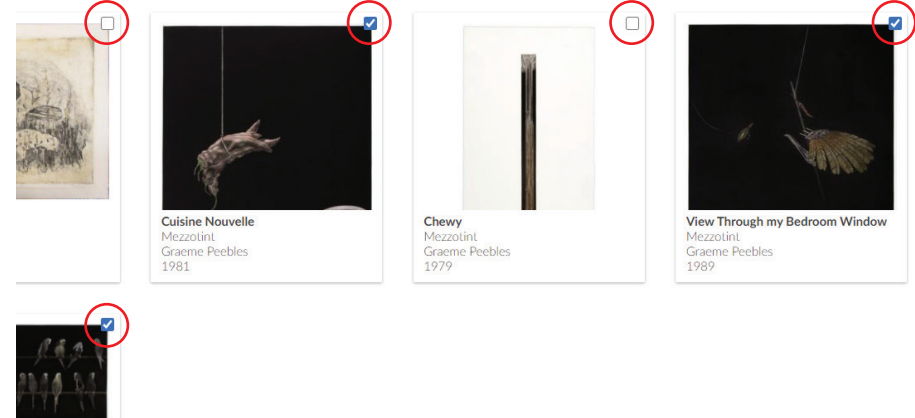 Cuisine Nouvelle
Mezzotint
Graeme Peebles
1981
Chewy
Mezzotint
Graeme Peebles
1979
View Through my Bedroom Window
Mezzotint
Graeme Peebles
1989